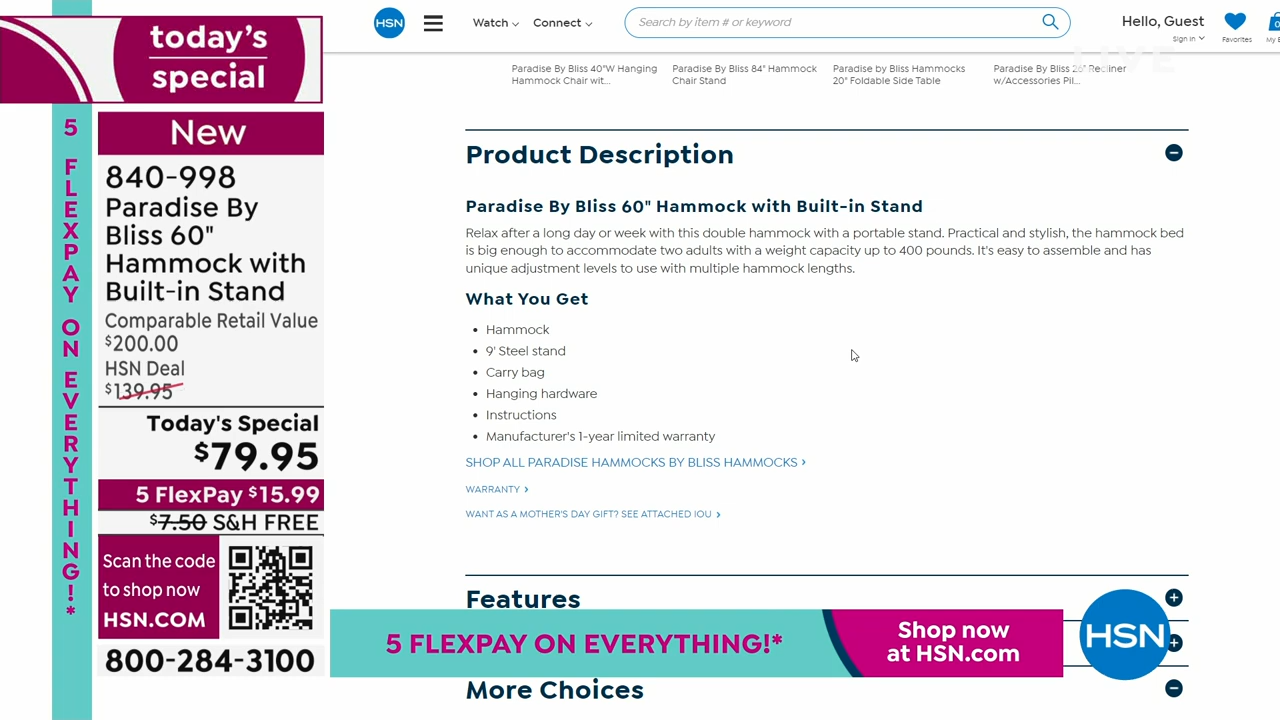 today's
special
5 FLEXPAY ON EVERYTHING!*
New
840-998
Paradise By
Bliss 60"
Hammock with
Built-in Stand
Comparable Retail Value
$200.00
HSN Deal
$139.95
Today's Special
$79.95
5 FlexPay $15.99
$7.50 S&H FREE
Scan the code
to shop now
HSN.COM
800-284-3100
HSN
Watch
Connect
Search by item # or keyword
Hello, Guest
Sign In
Favorites
LIVE
Paradise By Bliss 40"W Hanging
Hammock Chair wit...
Paradise By Bliss 84" Hammock
Chair Stand
Paradise by Bliss Hammocks
20" Foldable Side Table
Paradise By Bliss 26" Recliner
w/Accessories Pil...
Product Description
Paradise By Bliss 60" Hammock with Built-in Stand
Relax after a long day or week with this double hammock with a portable stand. Practical and stylish, the hammock bed
is big enough to accommodate two adults with a weight capacity up to 400 pounds. It's easy to assemble and has
unique adjustment levels to use with multiple hammock lengths.
What You Get
• Hammock
• 9' Steel stand
• Carry bag
• Hanging hardware
• Instructions
• Manufacturer's 1-year limited warranty
SHOP ALL PARADISE HAMMOCKS BY BLISS HAMMOCKS ›
WARRANTY ›
WANT AS A MOTHER'S DAY GIFT? SEE ATTACHED IOU ›
Features
5 FLEXPAY ON EVERYTHING!*
Shop now
at HSN.com
HSN
More Choices